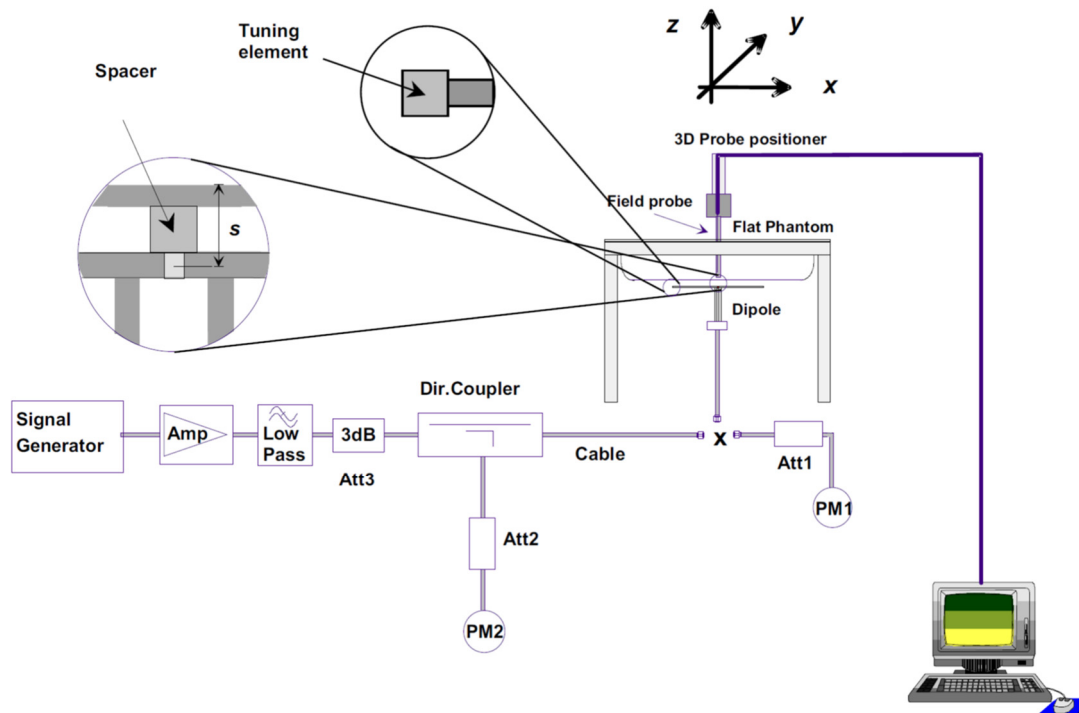 Tuning
element
z
y
x
Spacer
3D Probe positioner
s
Field probe
Flat Phantom
Dipole
Dir.Coupler
Signal
Generator
Amp
Low
Pass
3dB
Att3
Cable
x
Att1
PM1
Att2
PM2